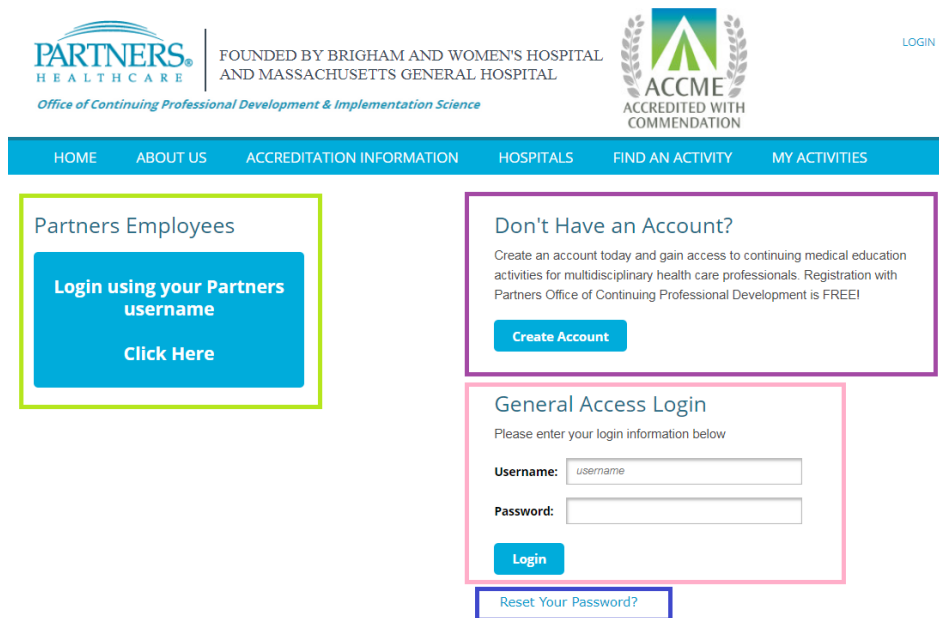 PARTNERS®
HEALTHCARE
FOUNDED BY BRIGHAM AND WOMEN'S HOSPITAL
AND MASSACHUSETTS GENERAL HOSPITAL
Office of Continuing Professional Development & Implementation Science
ACCME
ACCREDITED WITH
COMMENDATION
LOGIN
HOME ABOUT US ACCREDITATION INFORMATION HOSPITALS FIND AN ACTIVITY MY ACTIVITIES
Partners Employees
Login using your Partners
username
Click Here
Don't Have an Account?
Create an account today and gain access to continuing medical education
activities for multidisciplinary health care professionals. Registration with
Partners Office of Continuing Professional Development is FREE!
Create Account
General Access Login
Please enter your login information below
Username: username
Password:
Login
Reset Your Password?